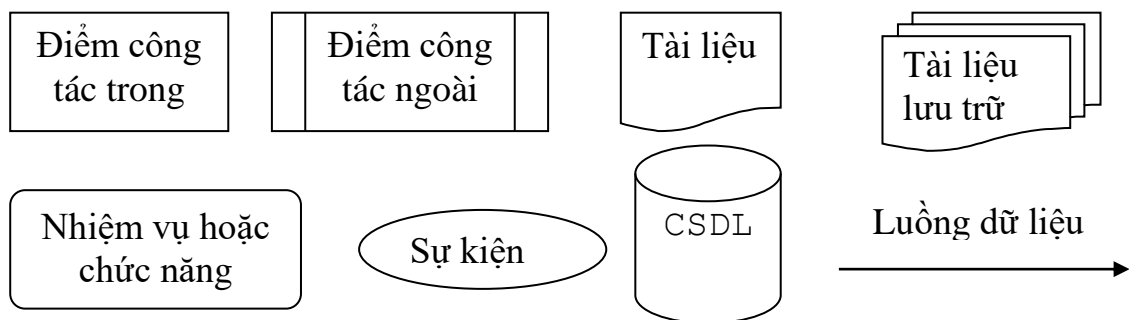 Điểm công
tác trong
Điểm công
tác ngoài
Tài liệu
Tài liệu
lưu trữ
Nhiệm vụ hoặc
chức năng
Sự kiện
CSDL
Luồng dữ liệu